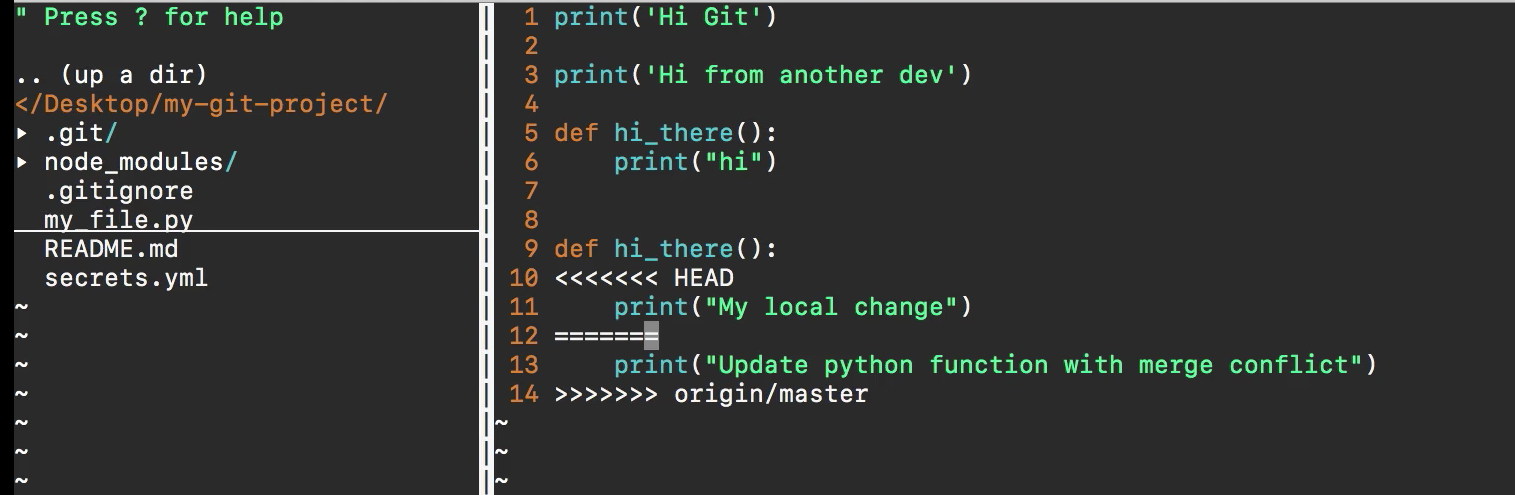 " Press ? for help
.. (up a dir)
</Desktop/my-git-project/
▸ .git/
▸ node_modules/
.gitignore
my_file.py
README.md
secrets.yml
~
~
~
~
~
~
~
1 print('Hi Git')
2
3 print('Hi from another dev')
4
5 def hi_there():
6     print("hi")
7
8
9 def hi_there():
10 <<<<<<< HEAD
11     print("My local change")
12 =======
13     print("Update python function with merge conflict")
14 >>>>>>> origin/master
~
~
~